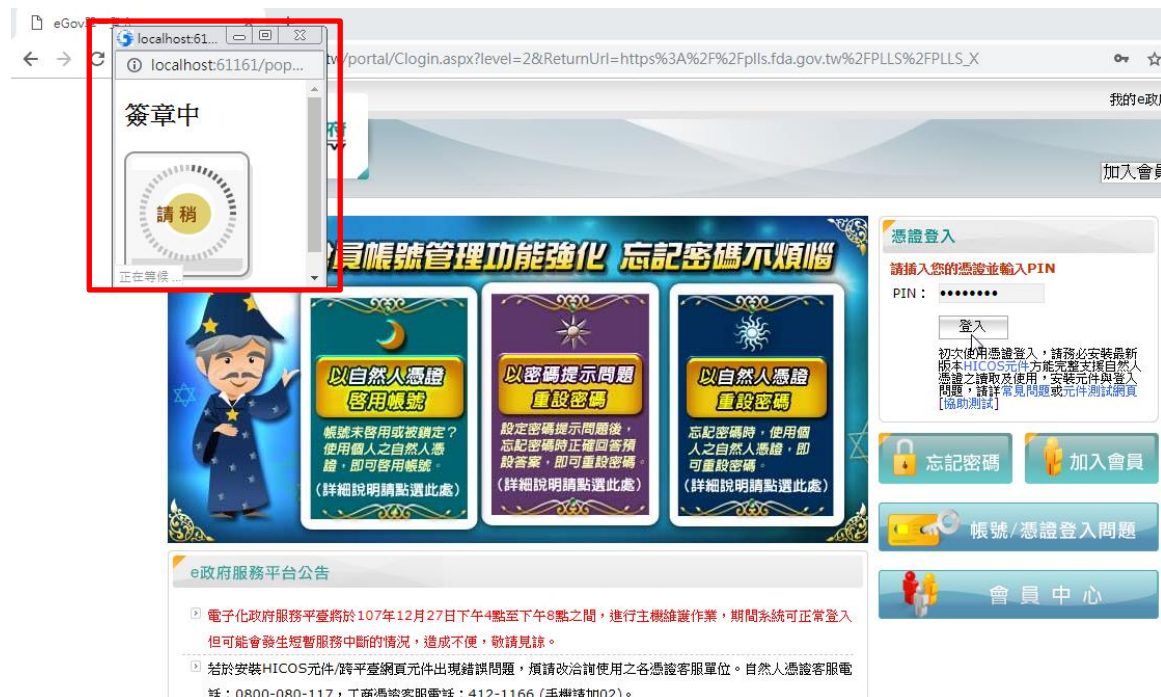 eGov
localhost:61...
localhost:61161/pop...
tw/portal/Clogin.aspx?level=2&ReturnUrl=https%3A%2F%2Fplls.fda.gov.tw%2FPLLS%2FPLLS_X
我的e政府
簽章中
請稍
正在等候 ...
加入會員
員帳號管理功能強化 忘記密碼不煩惱
以自然人憑證
啓用帳號
帳號未啓用或被鎖定?
使用個人之自然人憑
證,即可啓用帳號。
(詳細說明請點選此處)
以密碼提示問題
重設密碼
設定密碼提示問題後,
忘記密碼時正確回答預
設答案,即可重設密碼。
(詳細說明請點選此處)
以自然人憑證
重設密碼
忘記密碼時,使用個
人之自然人憑證,即
可重設密碼。
(詳細說明請點選此處)
憑證登入
請插入您的憑證並輸入PIN
PIN: ••••••••
登入
初次使用憑證登入,請務必安裝最新
版本HICOS元件方能完整支援自然人
憑證之讀取及使用,安裝元件與登入
問題,請詳常見問題或元件測試網頁
[協助測試]
忘記密碼
加入會員
帳號/憑證登入問題
會員中心
e政府服務平台公告
電子化政府服務平臺將於107年12月27日下午4點至下午8點之間,進行主機維護作業,期間系統可正常登入
但可能會發生短暫服務中斷的情況,造成不便,敬請見諒。
若於安裝HICOS元件/跨平臺網頁元件出現錯誤問題,煩請改洽詢使用之各憑證客服單位。自然人憑證客服電
話:0800-080-117,工商憑證客服電話:412-1166 (手機請加02)。